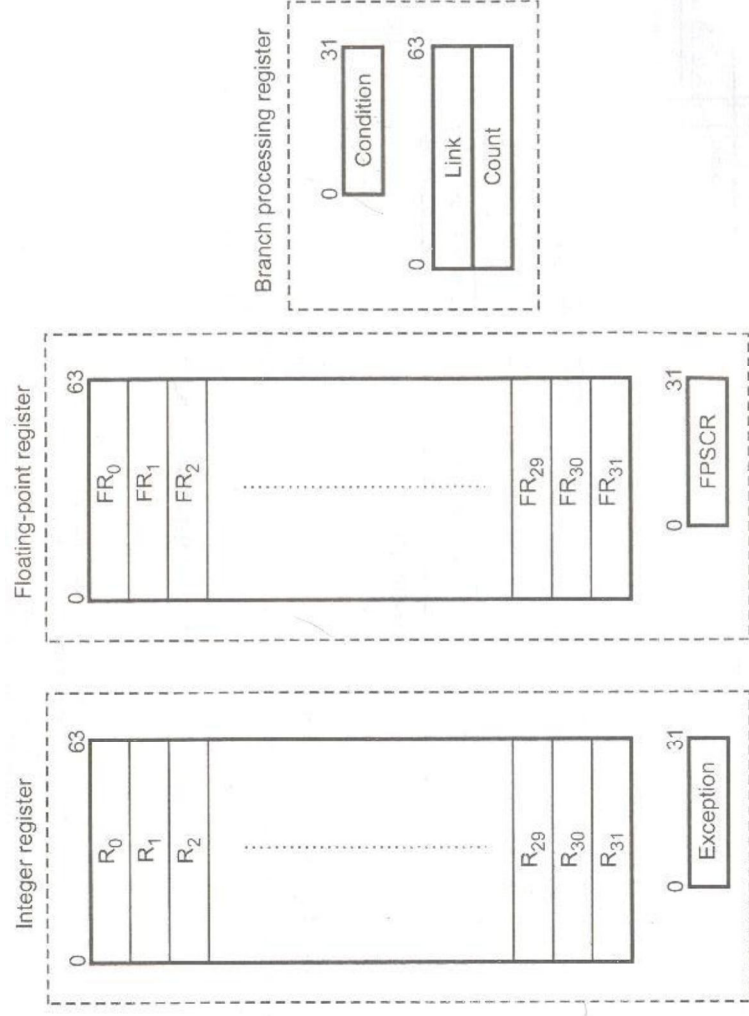 Integer register
0 63
R0
R1
R2
R29
R30
R31
0 31
Exception
Floating-point register
0 63
FR0
FR1
FR2
FR29
FR30
FR31
0 31
FPSCR
Branch processing register
0 31
Condition
0 63
Link
Count